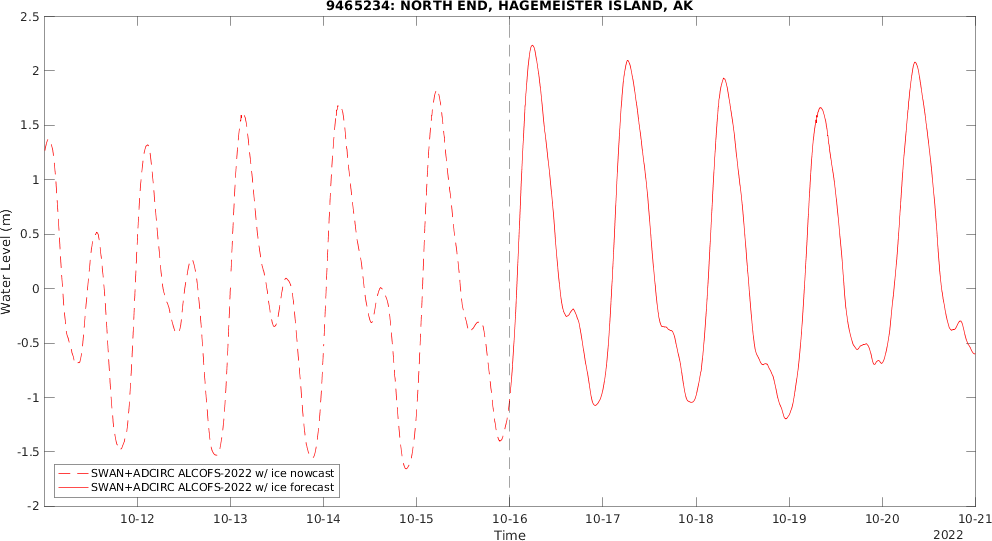 9465234: NORTH END, HAGEMEISTER ISLAND, AK
2.5
2
1.5
1
0.5
0
-0.5
-1
-1.5
-2
Water Level (m)
SWAN+ADCIRC ALCOFS-2022 w/ ice nowcast
SWAN+ADCIRC ALCOFS-2022 w/ ice forecast
10-12 10-13 10-14 10-15 10-16 10-17 10-18 10-19 10-20 10-21
Time
2022